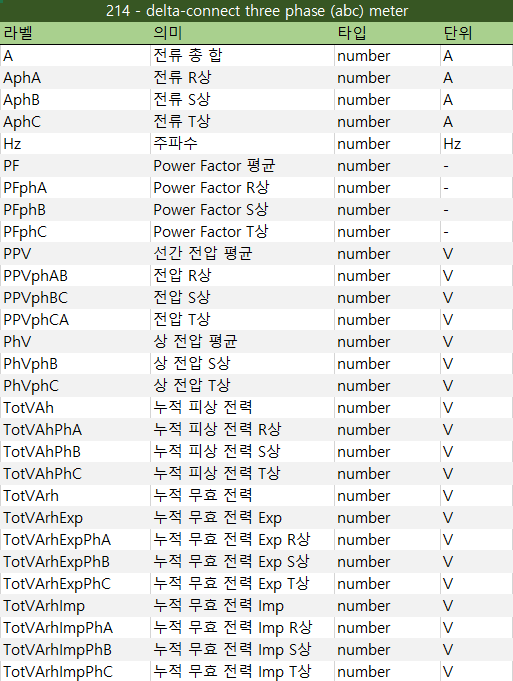 214 - delta-connect three phase (abc) meter
라벨 의미 타입 단위
A 전류 총 합 number A
AphA 전류 R상 number A
AphB 전류 S상 number A
AphC 전류 T상 number A
Hz 주파수 number Hz
PF Power Factor 평균 number -
PFphA Power Factor R상 number -
PFphB Power Factor S상 number -
PFphC Power Factor T상 number -
PPV 선간 전압 평균 number V
PPVphAB 전압 R상 number V
PPVphBC 전압 S상 number V
PPVphCA 전압 T상 number V
PhV 상 전압 평균 number V
PhVphB 상 전압 S상 number V
PhVphC 상 전압 T상 number V
TotVAh 누적 피상 전력 number V
TotVAhPhA 누적 피상 전력 R상 number V
TotVAhPhB 누적 피상 전력 S상 number V
TotVAhPhC 누적 피상 전력 T상 number V
TotVArh 누적 무효 전력 number V
TotVArhExp 누적 무효 전력 Exp number V
TotVArhExpPhA 누적 무효 전력 Exp R상 number V
TotVArhExpPhB 누적 무효 전력 Exp S상 number V
TotVArhExpPhC 누적 무효 전력 Exp T상 number V
TotVArhImp 누적 무효 전력 Imp number V
TotVArhImpPhA 누적 무효 전력 Imp R상 number V
TotVArhImpPhB 누적 무효 전력 Imp S상 number V
TotVArhImpPhC 누적 무효 전력 Imp T상 number V